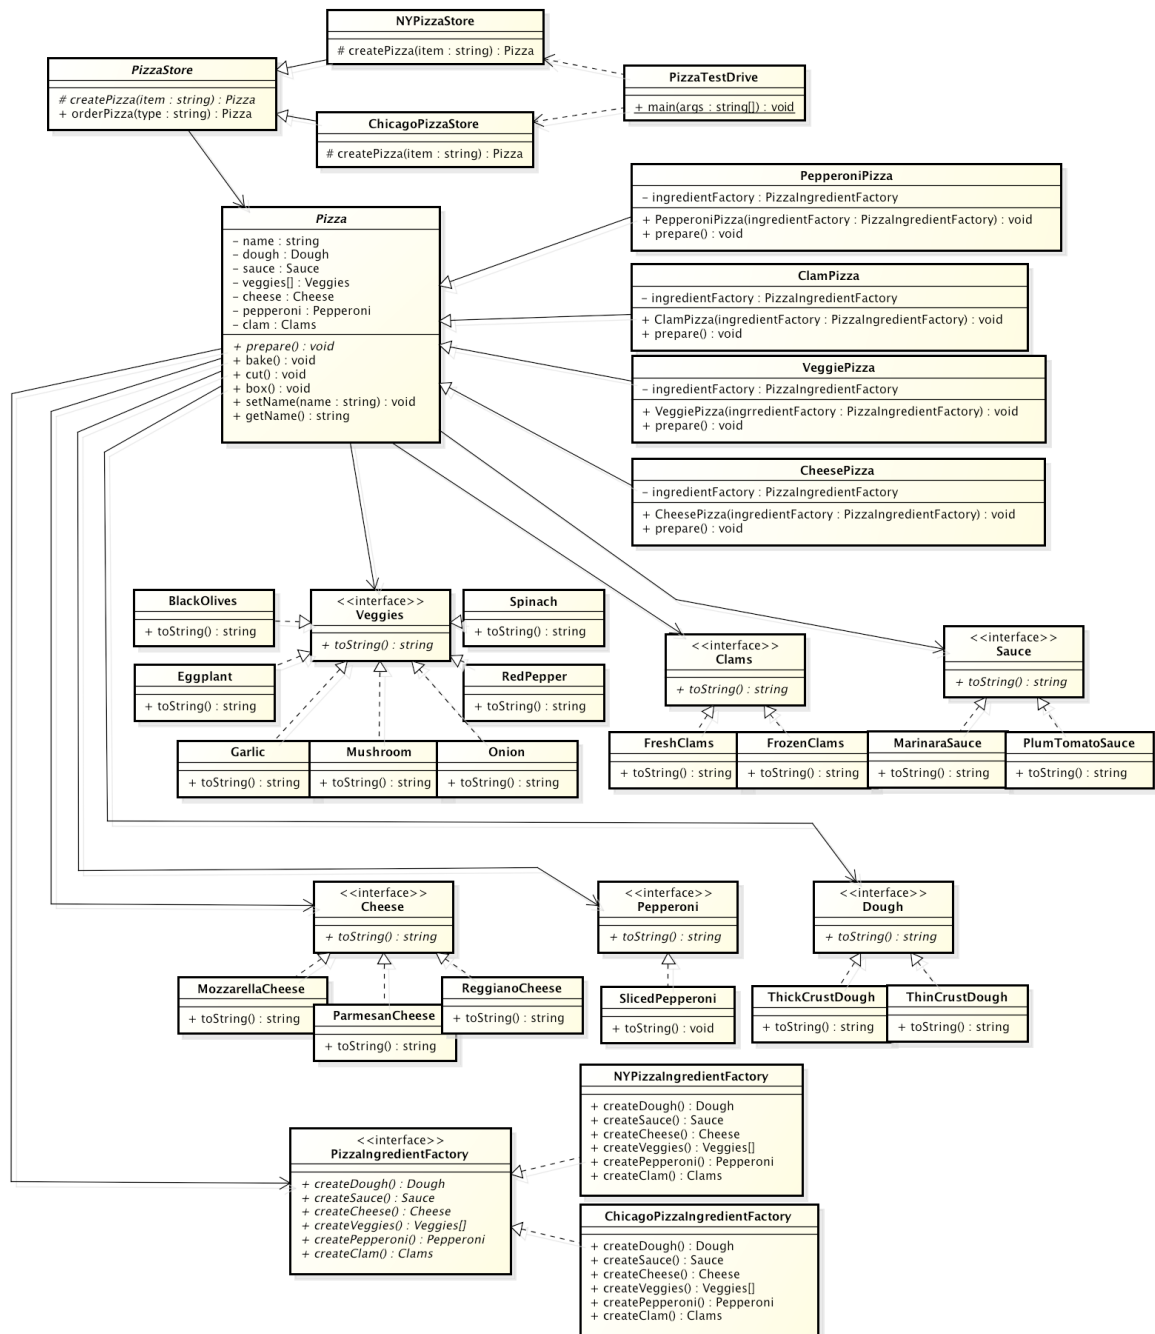 NYPizzaStore
# createPizza(item : string) : Pizza
PizzaStore
# createPizza(item : string) : Pizza
+ orderPizza(type : string) : Pizza
PizzaTestDrive
+ main(args : string[]) : void
ChicagoPizzaStore
# createPizza(item : string) : Pizza
PepperoniPizza
- ingredientFactory : PizzaIngredientFactory
+ PepperoniPizza(ingredientFactory : PizzaIngredientFactory) : void
+ prepare() : void
Pizza
- name : string
- dough : Dough
- sauce : Sauce
- veggies[] : Veggies
- cheese : Cheese
- pepperoni : Pepperoni
- clam : Clams
+ prepare() : void
+ bake() : void
+ cut() : void
+ box() : void
+ setName(name : string) : void
+ getName() : string
ClamPizza
- ingredientFactory : PizzaIngredientFactory
+ ClamPizza(ingredientFactory : PizzaIngredientFactory) : void
+ prepare() : void
VeggiePizza
- ingredientFactory : PizzaIngredientFactory
+ VeggiePizza(ingrredientFactory : PizzaIngredientFactory) : void
+ prepare() : void
CheesePizza
- ingredientFactory : PizzaIngredientFactory
+ CheesePizza(ingredientFactory : PizzaIngredientFactory) : void
+ prepare() : void
BlackOlives
+ toString() : string
<<interface>>
Veggies
+ toString() : string
Spinach
+ toString() : string
<<interface>>
Clams
+ toString() : string
<<interface>>
Sauce
+ toString() : string
Eggplant
+ toString() : string
RedPepper
+ toString() : string
Garlic
+ toString() : string
Mushroom
+ toString() : string
Onion
+ toString() : string
FreshClams
+ toString() : string
FrozenClams
+ toString() : string
MarinaraSauce
+ toString() : string
PlumTomatoSauce
+ toString() : string
<<interface>>
Cheese
+ toString() : string
<<interface>>
Pepperoni
+ toString() : string
<<interface>>
Dough
+ toString() : string
MozzarellaCheese
+ toString() : string
ParmesanCheese
+ toString() : string
ReggianoCheese
+ toString() : string
SlicedPepperoni
+ toString() : void
ThickCrustDough
+ toString() : string
ThinCrustDough
+ toString() : string
NYPizzaIngredientFactory
+ createDough() : Dough
+ createSauce() : Sauce
+ createCheese() : Cheese
+ createVeggies() : Veggies[]
+ createPepperoni() : Pepperoni
+ createClam() : Clams
<<interface>>
PizzaIngredientFactory
+ createDough() : Dough
+ createSauce() : Sauce
+ createCheese() : Cheese
+ createVeggies() : Veggies[]
+ createPepperoni() : Pepperoni
+ createClam() : Clams
ChicagoPizzaIngredientFactory
+ createDough() : Dough
+ createSauce() : Sauce
+ createCheese() : Cheese
+ createVeggies() : Veggies[]
+ createPepperoni() : Pepperoni
+ createClam() : Clams